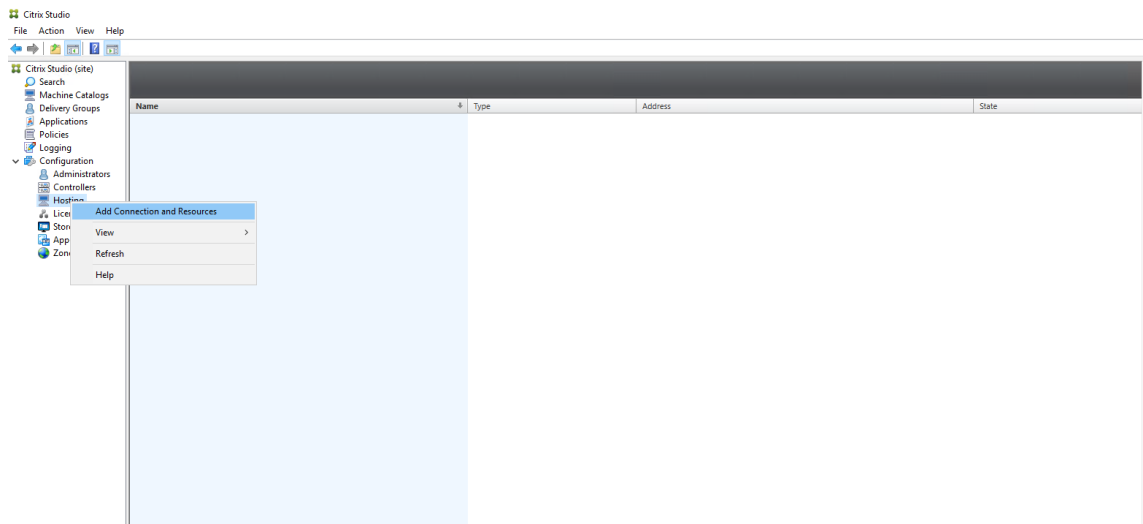 Citrix Studio
File Action View Help
Citrix Studio (site)
Search
Machine Catalogs
Delivery Groups
Applications
Policies
Logging
Configuration
Administrators
Controllers
Hosting
Name Type Address State
Add Connection and Resources
View
Refresh
Help